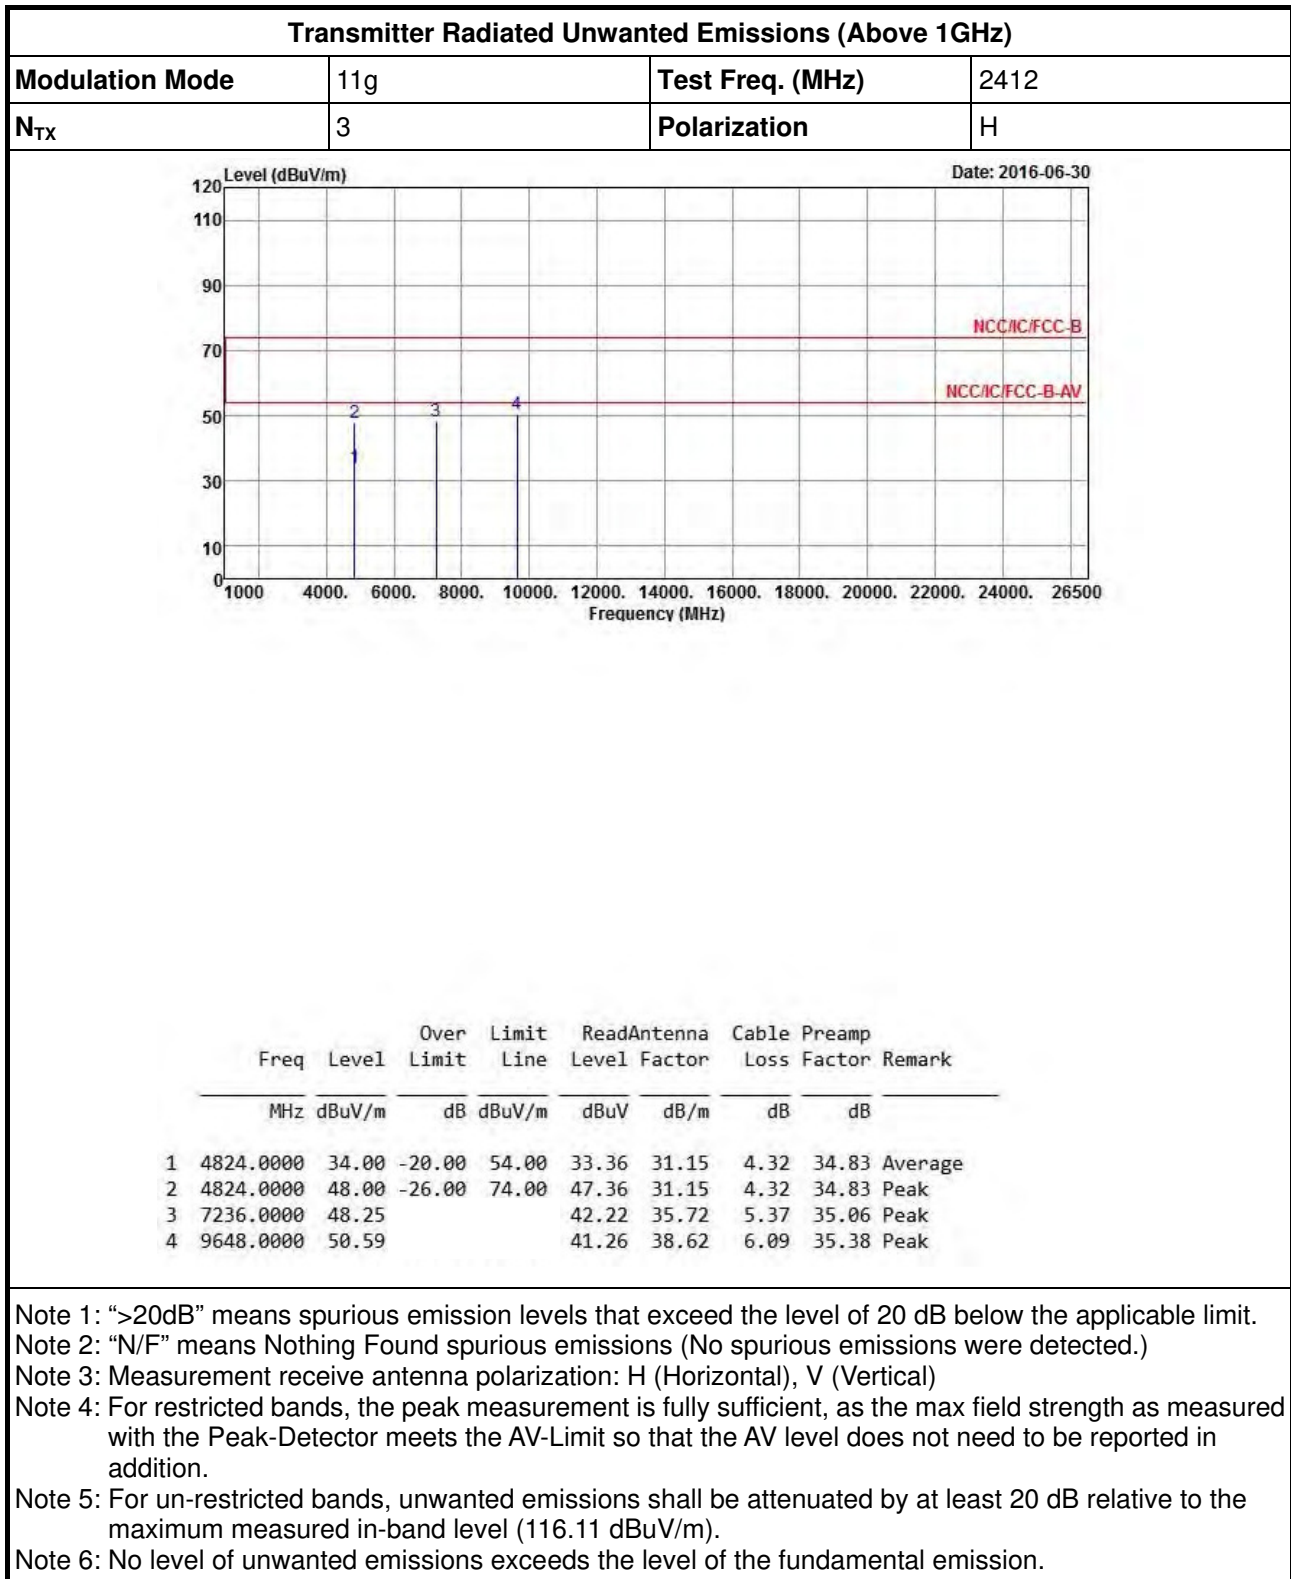 Transmitter Radiated Unwanted Emissions (Above 1GHz)
Modulation Mode 11g Test Freq. (MHz) 2412
NTX 3 Polarization H
Level (dBuV/m) Date: 2016-06-30
120
110
90
NCC/IC/FCC-B
70
NCC/IC/FCC-B-AV
50
2 3 4
1
30
10
0
1000 4000. 6000. 8000. 10000. 12000. 14000. 16000. 18000. 20000. 22000. 24000. 26500
Frequency (MHz)
Over Limit ReadAntenna Cable Preamp
Freq Level Limit Line Level Factor Loss Factor Remark
MHz dBuV/m dB dBuV/m dBuV dB/m dB dB
1 4824.0000 34.00 -20.00 54.00 33.36 31.15 4.32 34.83 Average
2 4824.0000 48.00 -26.00 74.00 47.36 31.15 4.32 34.83 Peak
3 7236.0000 48.25 42.22 35.72 5.37 35.06 Peak
4 9648.0000 50.59 41.26 38.62 6.09 35.38 Peak
Note 1: “>20dB” means spurious emission levels that exceed the level of 20 dB below the applicable limit.
Note 2: “N/F” means Nothing Found spurious emissions (No spurious emissions were detected.)
Note 3: Measurement receive antenna polarization: H (Horizontal), V (Vertical)
Note 4: For restricted bands, the peak measurement is fully sufficient, as the max field strength as measured
with the Peak-Detector meets the AV-Limit so that the AV level does not need to be reported in
addition.
Note 5: For un-restricted bands, unwanted emissions shall be attenuated by at least 20 dB relative to the
maximum measured in-band level (116.11 dBuV/m).
Note 6: No level of unwanted emissions exceeds the level of the fundamental emission.